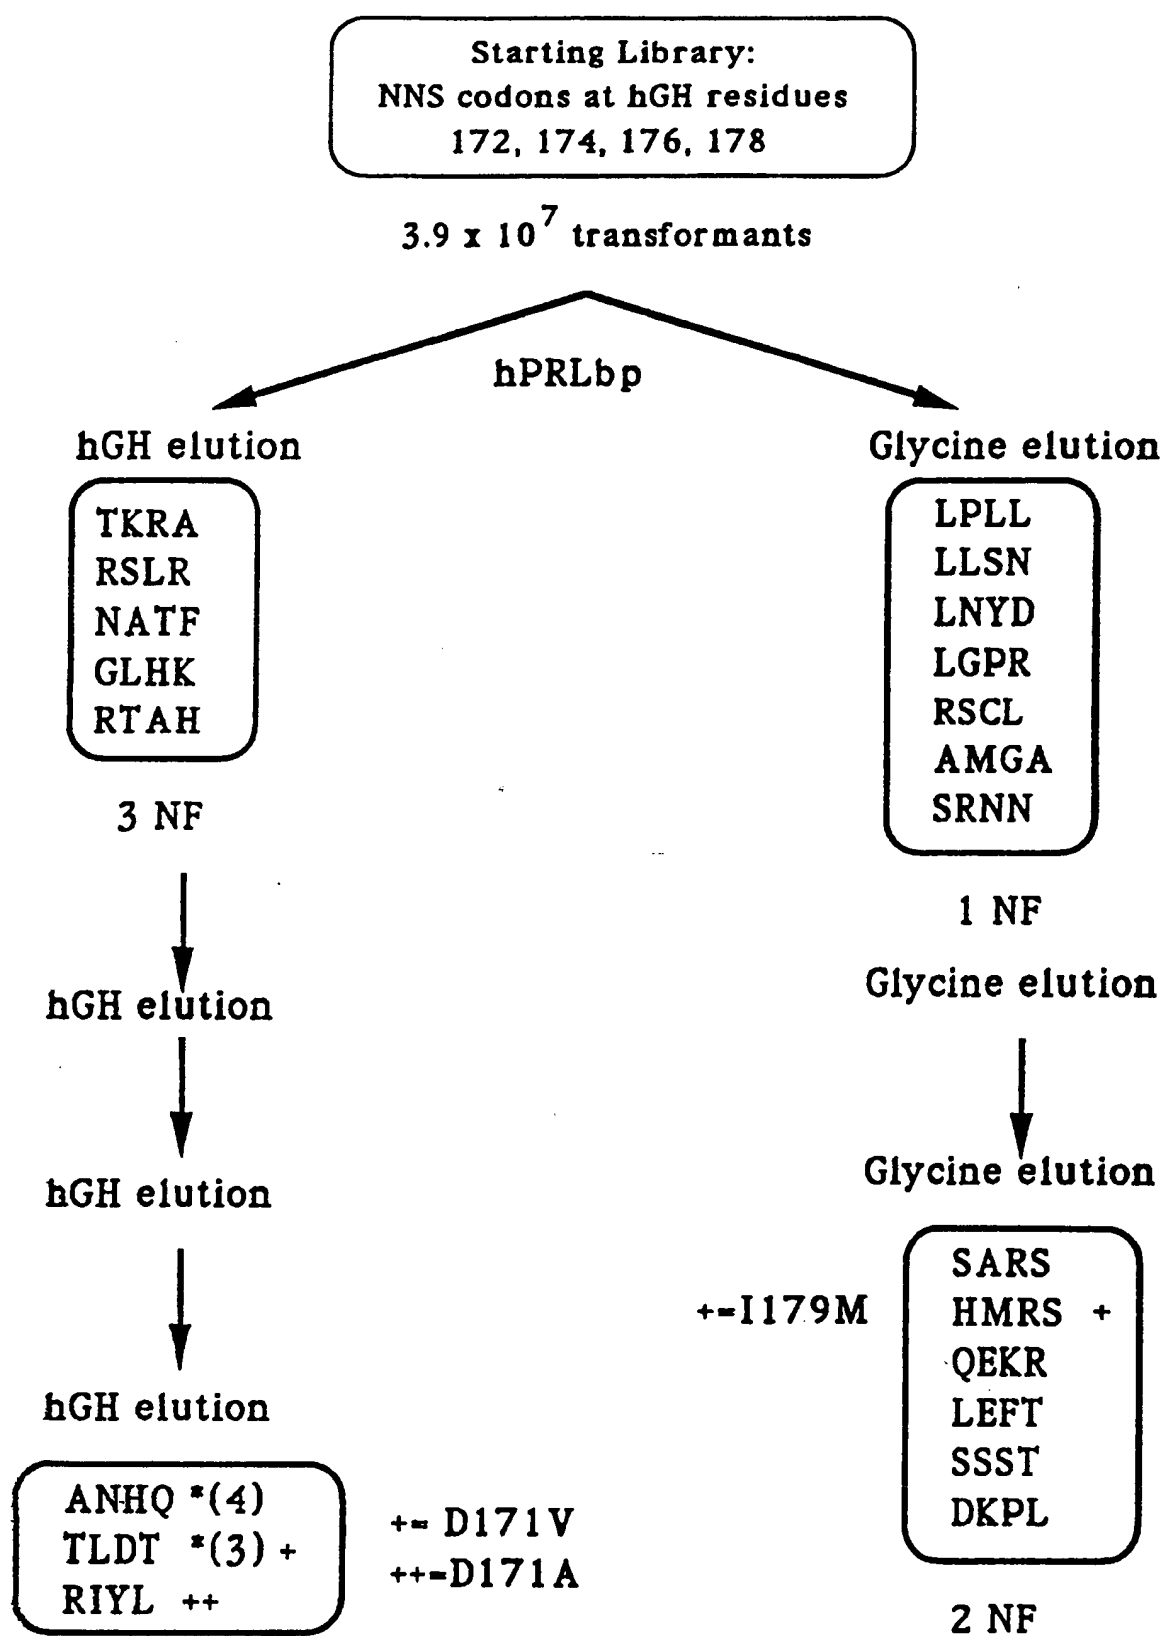 Starting Library:
NNS codons at hGH residues
172, 174, 176, 178
3.9 x 10^7 transformants
hPRLbp
hGH elution
TKRA
RSLR
NATF
GLHK
RTAH
3 NF
hGH elution
hGH elution
hGH elution
ANHQ *(4)
TLDT *(3) +
RIYL ++
+= D171V
++=D171A
Glycine elution
LPLL
LLSN
LNYD
LGPR
RSCL
AMGA
SRNN
1 NF
Glycine elution
Glycine elution
+=I179M
SARS
HMRS +
QEKR
LEFT
SSST
DKPL
2 NF